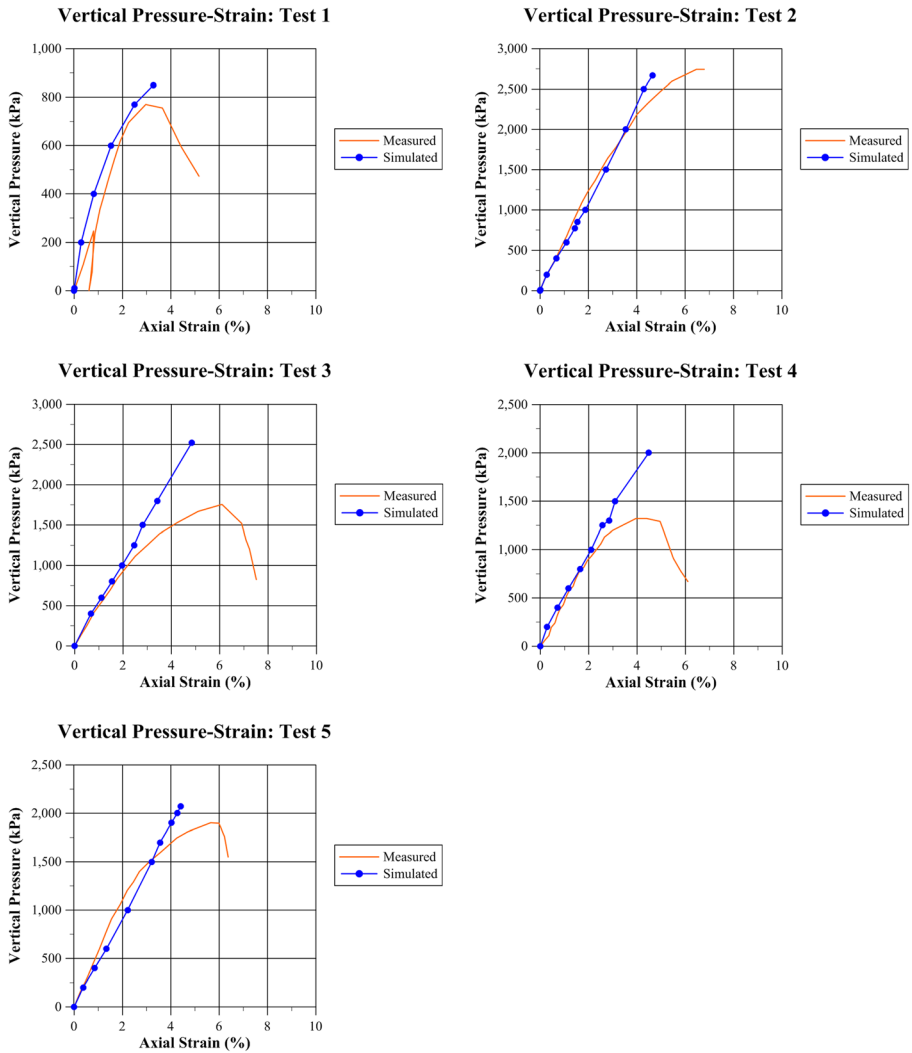 Vertical Pressure-Strain: Test 1
1,000
800
600
400
200
0
Vertical Pressure (kPa)
0 2 4 6 8 10
Axial Strain (%)
Measured
Simulated
Vertical Pressure-Strain: Test 2
3,000
2,500
2,000
1,500
1,000
500
0
Vertical Pressure (kPa)
0 2 4 6 8 10
Axial Strain (%)
Measured
Simulated
Vertical Pressure-Strain: Test 3
3,000
2,500
2,000
1,500
1,000
500
0
Vertical Pressure (kPa)
0 2 4 6 8 10
Axial Strain (%)
Measured
Simulated
Vertical Pressure-Strain: Test 4
2,500
2,000
1,500
1,000
500
0
Vertical Pressure (kPa)
0 2 4 6 8 10
Axial Strain (%)
Measured
Simulated
Vertical Pressure-Strain: Test 5
2,500
2,000
1,500
1,000
500
0
Vertical Pressure (kPa)
0 2 4 6 8 10
Axial Strain (%)
Measured
Simulated